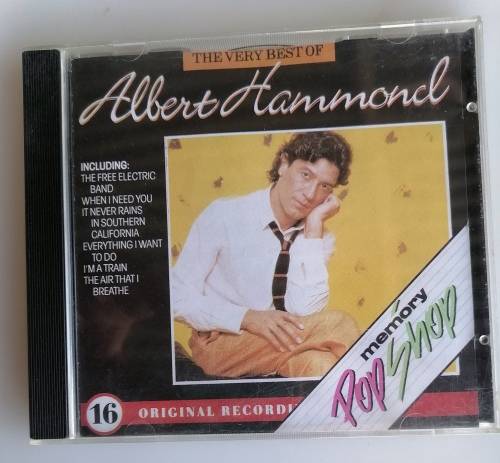 THE VERY BEST OF
Albert Hammond
INCLUDING:
THE FREE ELECTRIC
BAND
WHEN I NEED YOU
IT NEVER RAINS
IN SOUTHERN
CALIFORNIA
EVERYTHING I WANT
TO DO
I'M A TRAIN
THE AIR THAT I
BREATHE
memory
Pop Shop
16 ORIGINAL